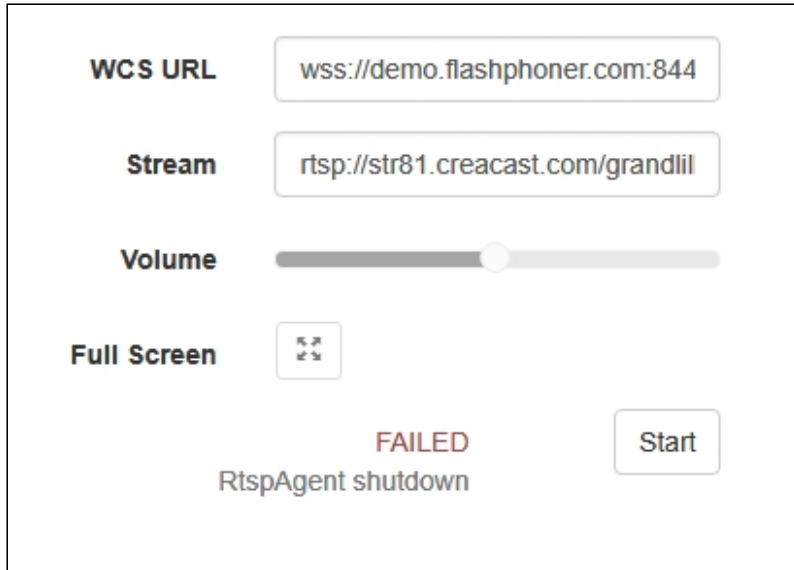 WCS URL wss://demo.flashphoner.com:844
Stream rtsp://str81.creacast.com/grandlil
Volume
Full Screen
FAILED Start
RtspAgent shutdown